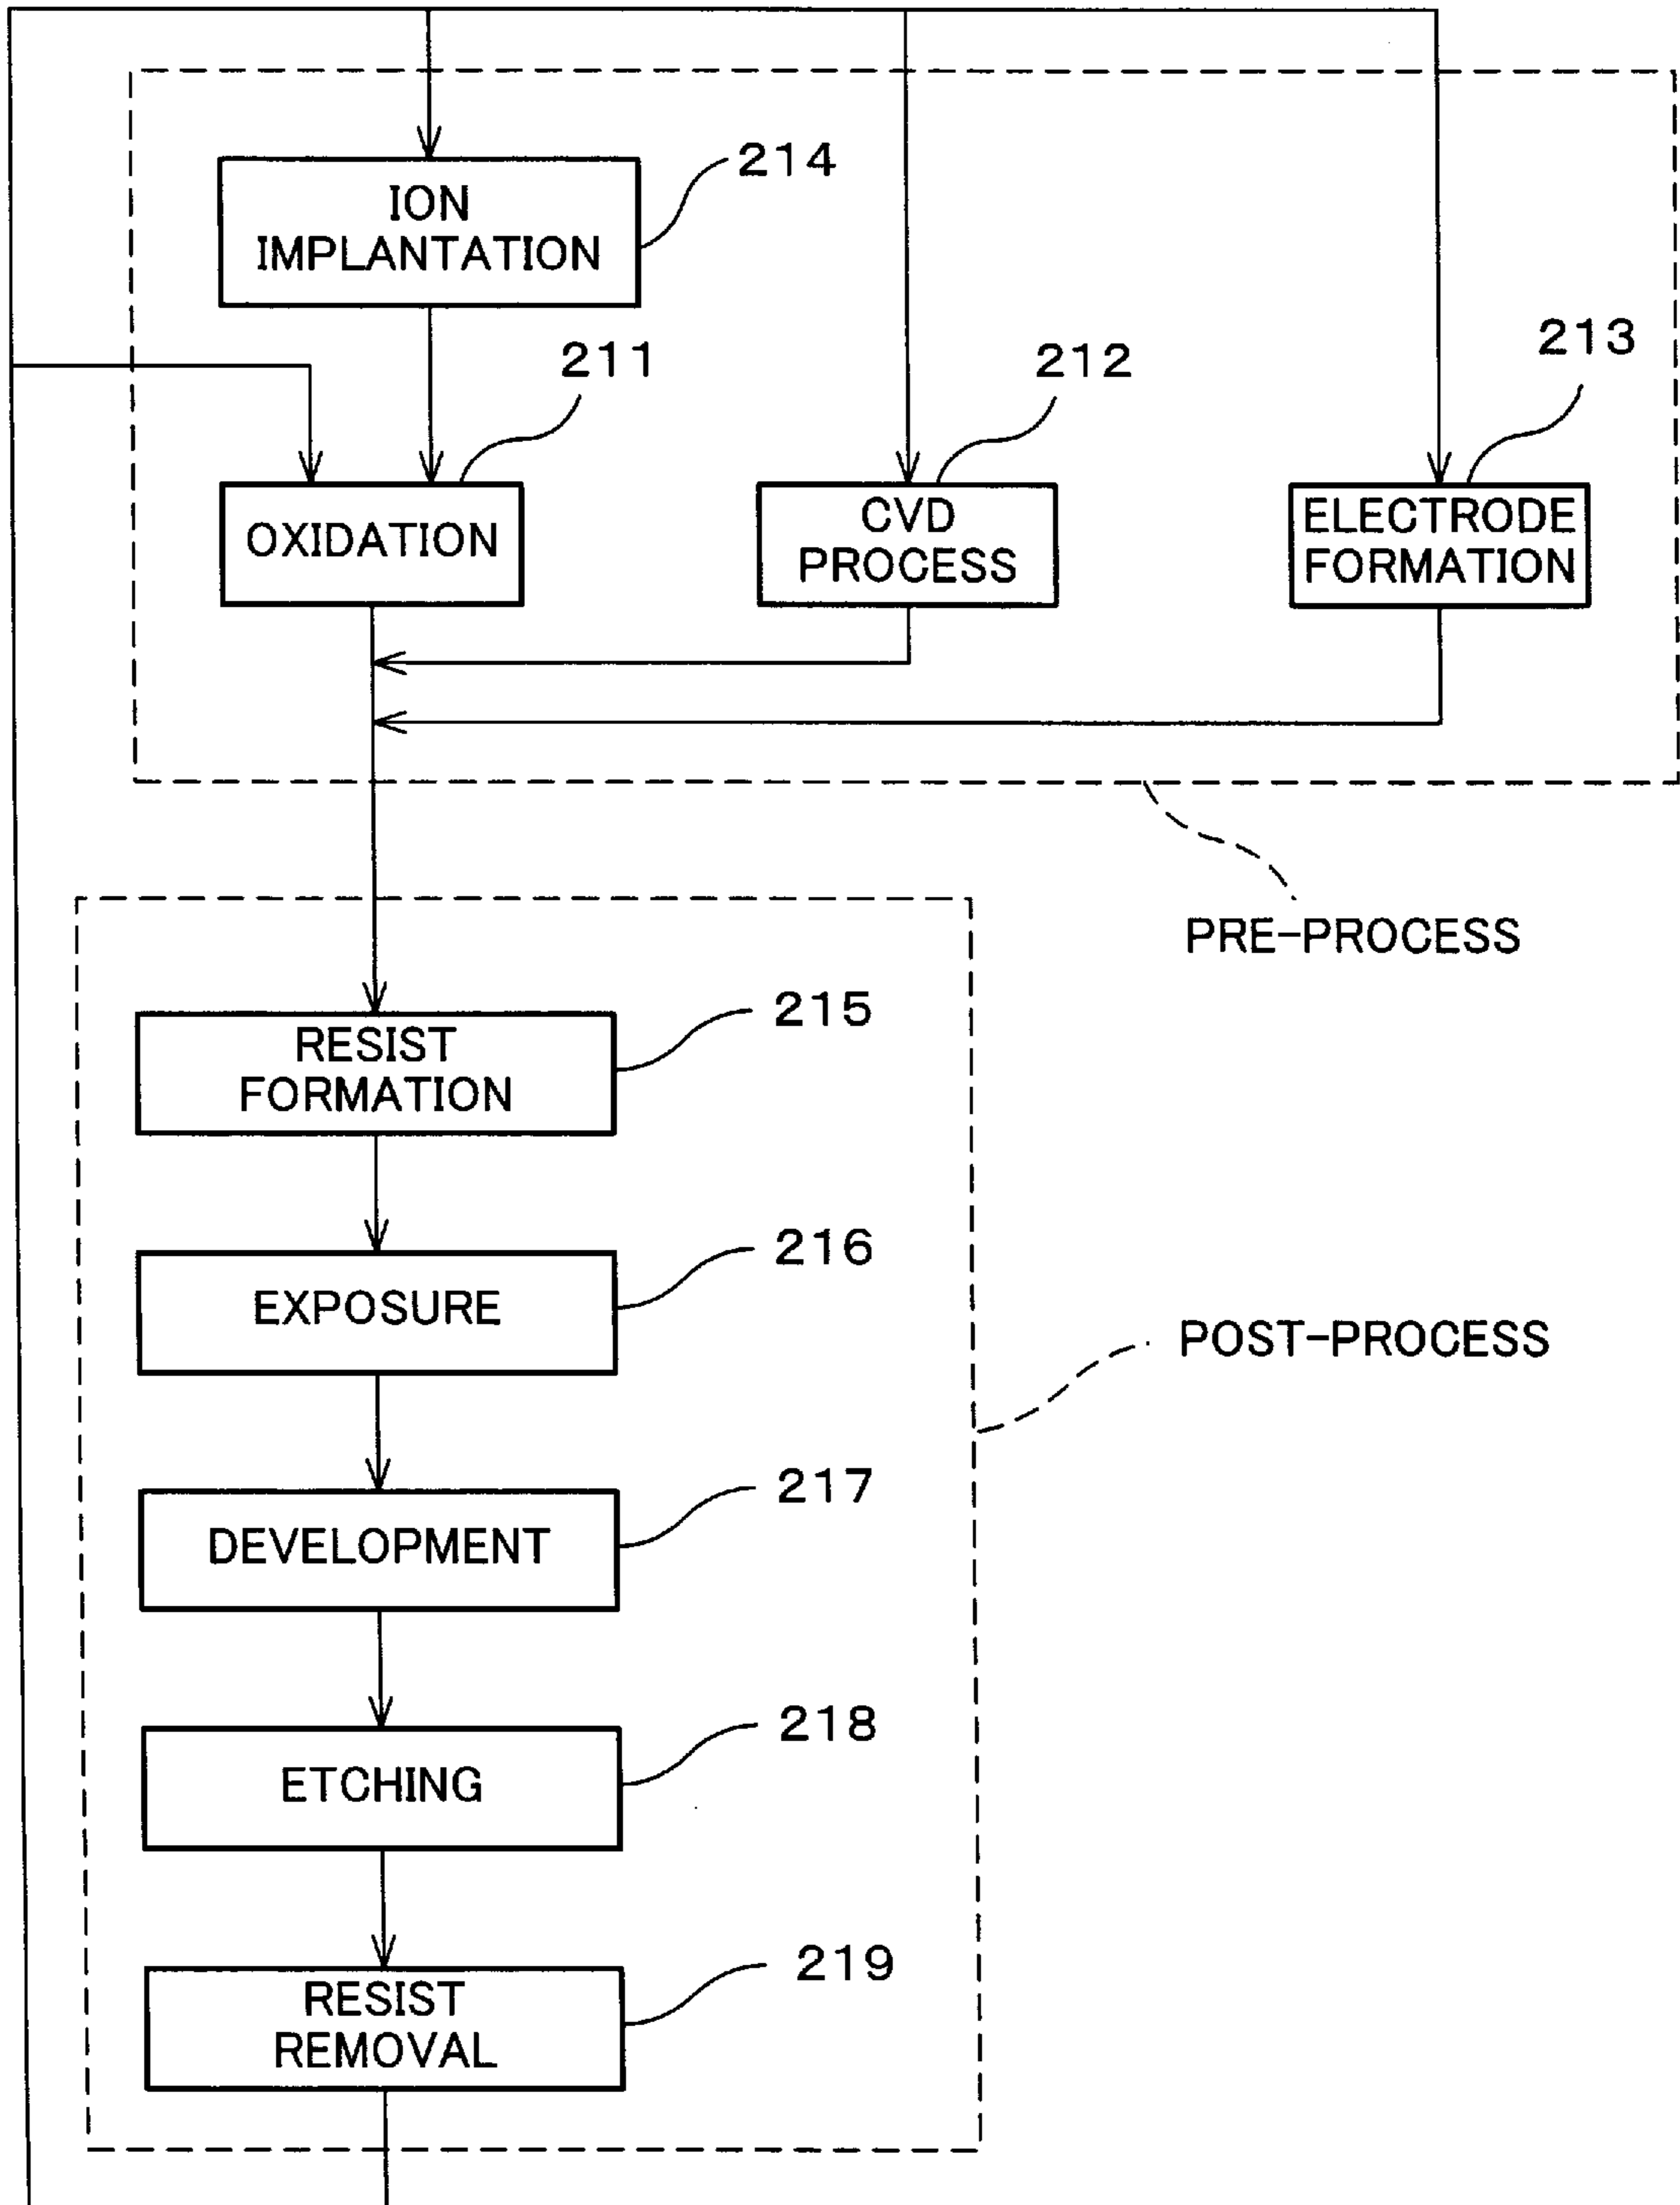 214
ION
IMPLANTATION
211
212
213
OXIDATION
CVD
PROCESS
ELECTRODE
FORMATION
PRE-PROCESS
215
RESIST
FORMATION
216
EXPOSURE
POST-PROCESS
217
DEVELOPMENT
218
ETCHING
219
RESIST
REMOVAL